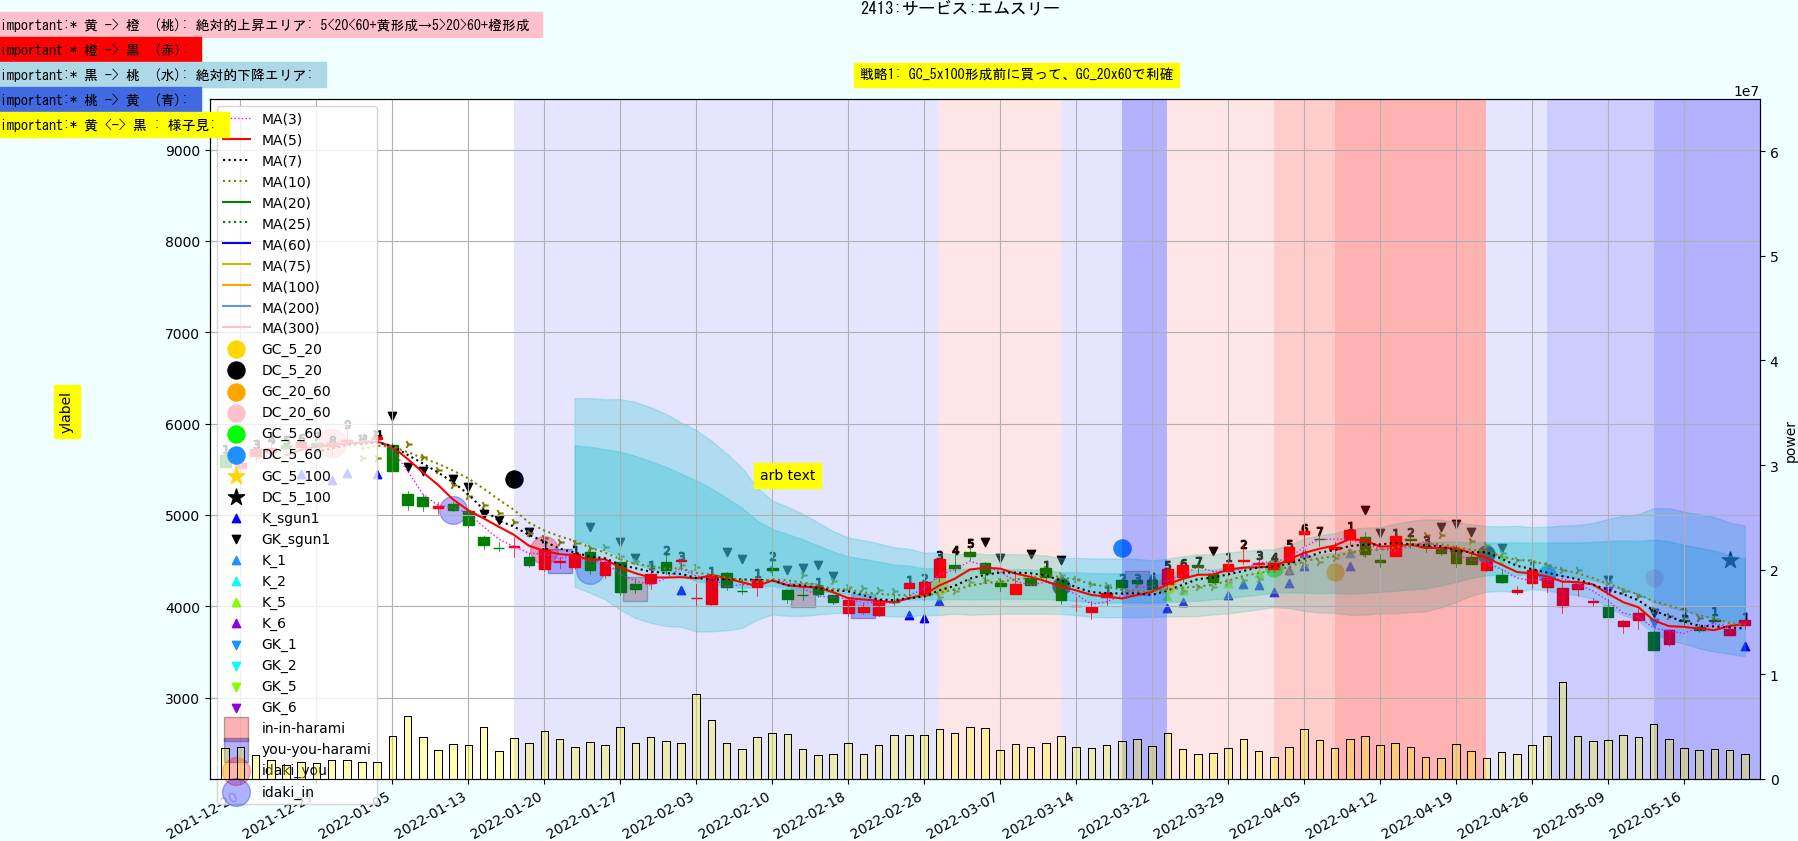 2413:サービス:エムスリー
important:* 黄 -> 橙 (桃): 絶対的上昇エリア: 5<20<60+黄形成→5>20>60+橙形成
important:* 橙 -> 黒 (赤):
important:* 黒 -> 桃 (水): 絶対的下降エリア:
戦略1: GC_5x100形成前に買って、GC_20x60で利確
important:* 桃 -> 黄 (青):
1e7
important:* 黄 <-> 黒 : 様子見:
MA(3)
MA(5)
MA(7)
MA(10)
MA(20)
MA(25)
MA(60)
MA(75)
MA(100)
MA(200)
MA(300)
GC_5_20
DC_5_20
GC_20_60
DC_20_60
GC_5_60
DC_5_60
GC_5_100
DC_5_100
K_sgun1
GK_sgun1
K_1
K_2
K_5
K_6
GK_1
GK_2
GK_5
GK_6
in-in-harami
you-you-harami
idaki_you
idaki_in
9000
8000
7000
6000
5000
4000
3000
ylabel
arb text
6
5
4
3
2
1
0
power
2022-01-05
2022-01-13
2022-01-20
2022-01-27
2022-02-03
2022-02-10
2022-02-18
2022-02-28
2022-03-07
2022-03-14
2022-03-22
2022-03-29
2022-04-05
2022-04-12
2022-04-19
2022-04-26
2022-05-09
2022-05-16